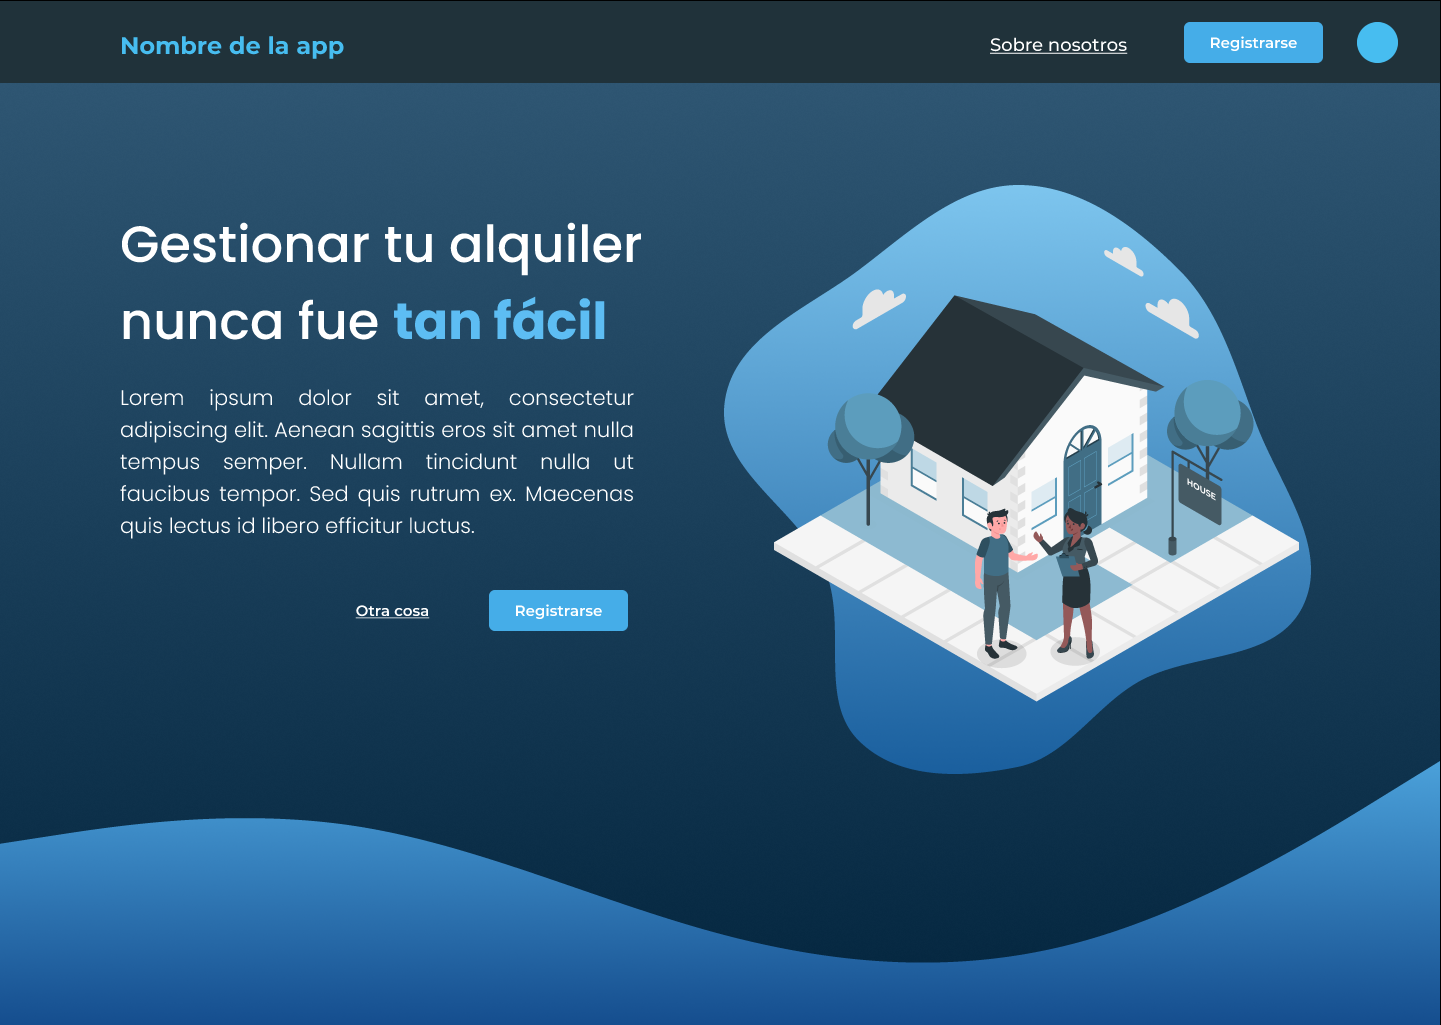 Nombre de la app
Sobre nosotros
Registrarse
Gestionar tu alquiler
nunca fue tan fácil
Lorem ipsum dolor sit amet, consectetur
adipiscing elit. Aenean sagittis eros sit amet nulla
tempus semper. Nullam tincidunt nulla ut
faucibus tempor. Sed quis rutrum ex. Maecenas
quis lectus id libero efficitur luctus.
Otra cosa
Registrarse
HOUSE